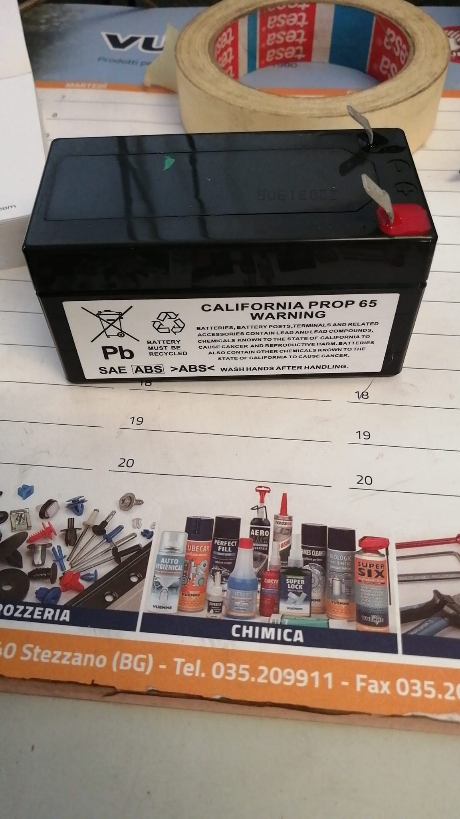 tesa
tesa
tesa
CALIFORNIA PROP 65
WARNING
BATTERIES, BATTERY POSTS, TERMINALS AND RELATED
ACCESSORIES CONTAIN LEAD AND LEAD COMPOUNDS,
CHEMICALS KNOWN TO THE STATE OF CALIFORNIA TO
CAUSE CANCER AND REPRODUCTIVE HARM. BATTERIES
ALSO CONTAIN OTHER CHEMICALS KNOWN TO THE
STATE OF CALIFORNIA TO CAUSE CANCER.
WASH HANDS AFTER HANDLING.
BATTERY
MUST BE
RECYCLED
Pb
SAE ABS >ABS<
18
18
19
19
20
20
PERFECT
FILL
AERO
SUPER
LOCK
SUPER
SIX
CHIMICA
Stezzano (BG) - Tel. 035.209911 - Fax 035.2